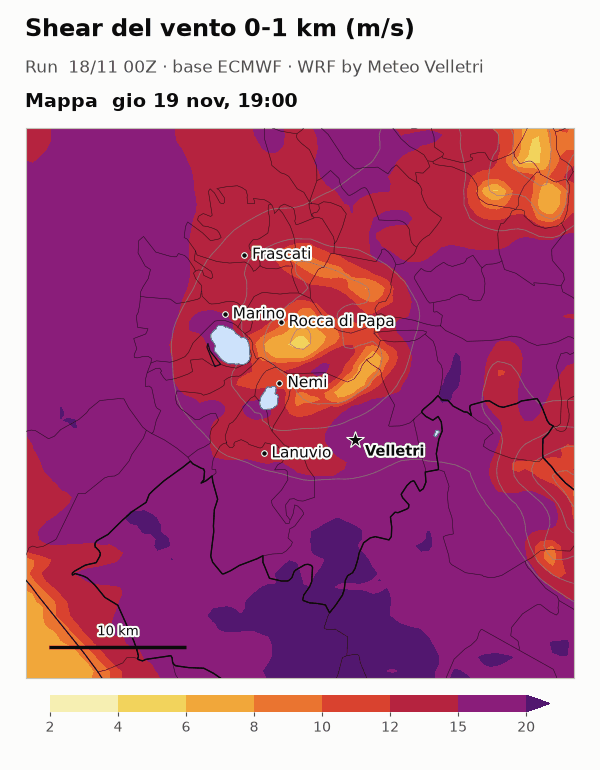 Shear del vento 0-1 km (m/s)
Run  18/11 00Z · base ECMWF · WRF by Meteo Velletri
Mappa  gio 19 nov, 19:00
Frascati
Marino
Rocca di Papa
Nemi
Velletri
Lanuvio
10 km
2 4 6 8 10 12 15 20